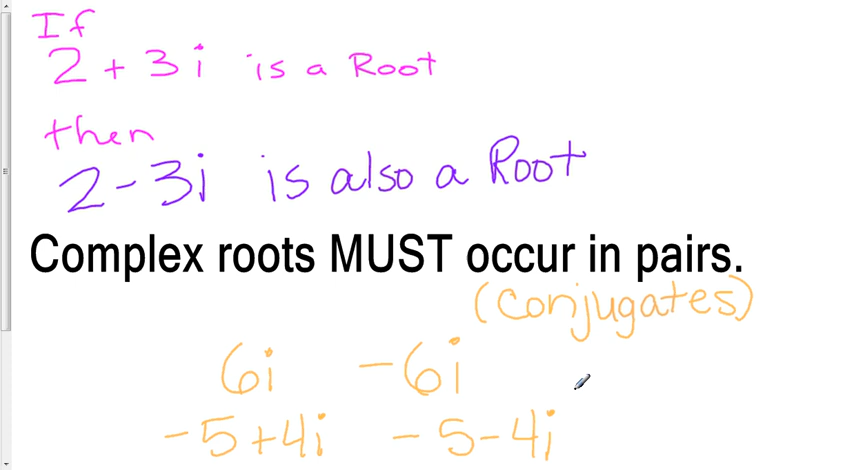 If
2 + 3i is a Root
then
2 - 3i is also a Root
Complex roots MUST occur in pairs.
(Conjugates)
6i -6i
-5+4i -5-4i